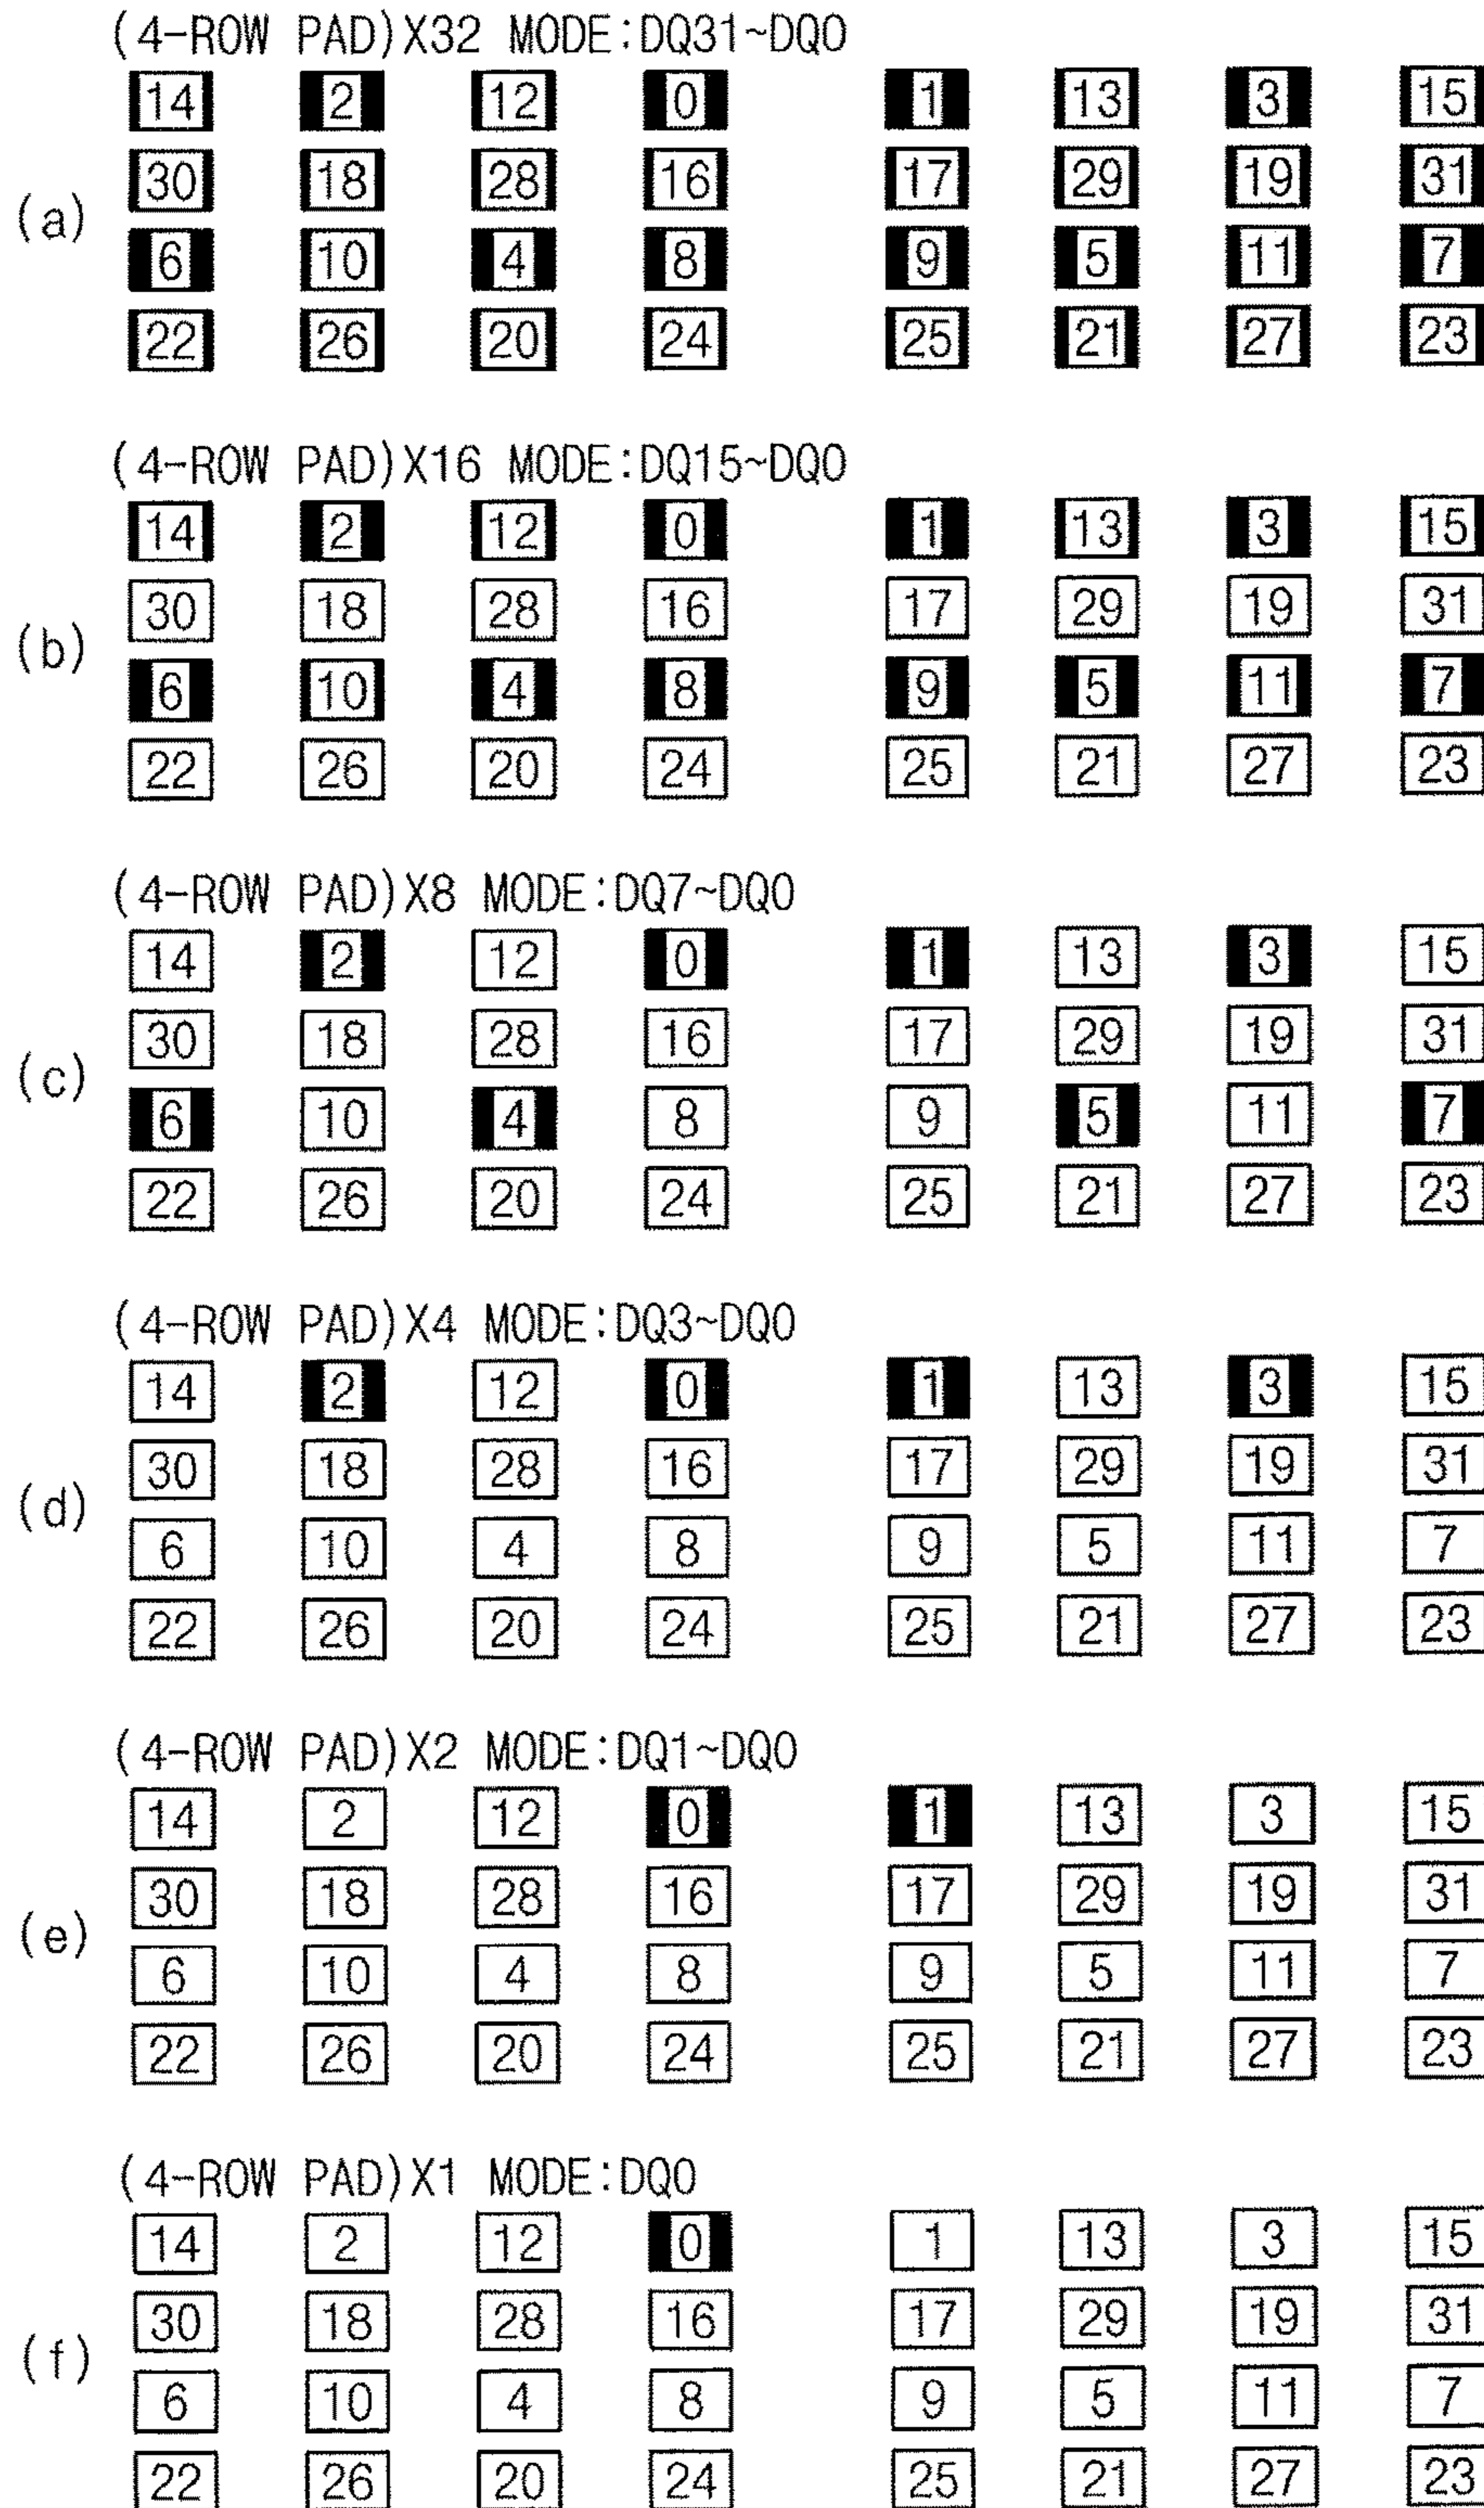 (4-ROW PAD)X32 MODE:DQ31~DQ0
14 2 12 0 1 13 3 15
30 18 28 16 17 29 19 31
(a)
6 10 4 8 9 5 11 7
22 26 20 24 25 21 27 23
(4-ROW PAD)X16 MODE:DQ15~DQ0
14 2 12 0 1 13 3 15
30 18 28 16 17 29 19 31
(b)
6 10 4 8 9 5 11 7
22 26 20 24 25 21 27 23
(4-ROW PAD)X8 MODE:DQ7~DQ0
14 2 12 0 1 13 3 15
30 18 28 16 17 29 19 31
(c)
6 10 4 8 9 5 11 7
22 26 20 24 25 21 27 23
(4-ROW PAD)X4 MODE:DQ3~DQ0
14 2 12 0 1 13 3 15
30 18 28 16 17 29 19 31
(d)
6 10 4 8 9 5 11 7
22 26 20 24 25 21 27 23
(4-ROW PAD)X2 MODE:DQ1~DQ0
14 2 12 0 1 13 3 15
30 18 28 16 17 29 19 31
(e)
6 10 4 8 9 5 11 7
22 26 20 24 25 21 27 23
(4-ROW PAD)X1 MODE:DQ0
14 2 12 0 1 13 3 15
30 18 28 16 17 29 19 31
(f)
6 10 4 8 9 5 11 7
22 26 20 24 25 21 27 23